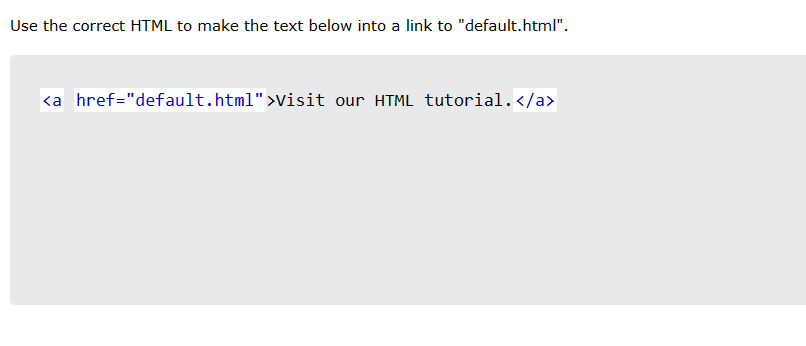 Use the correct HTML to make the text below into a link to "default.html".
<a href="default.html">Visit our HTML tutorial.</a>